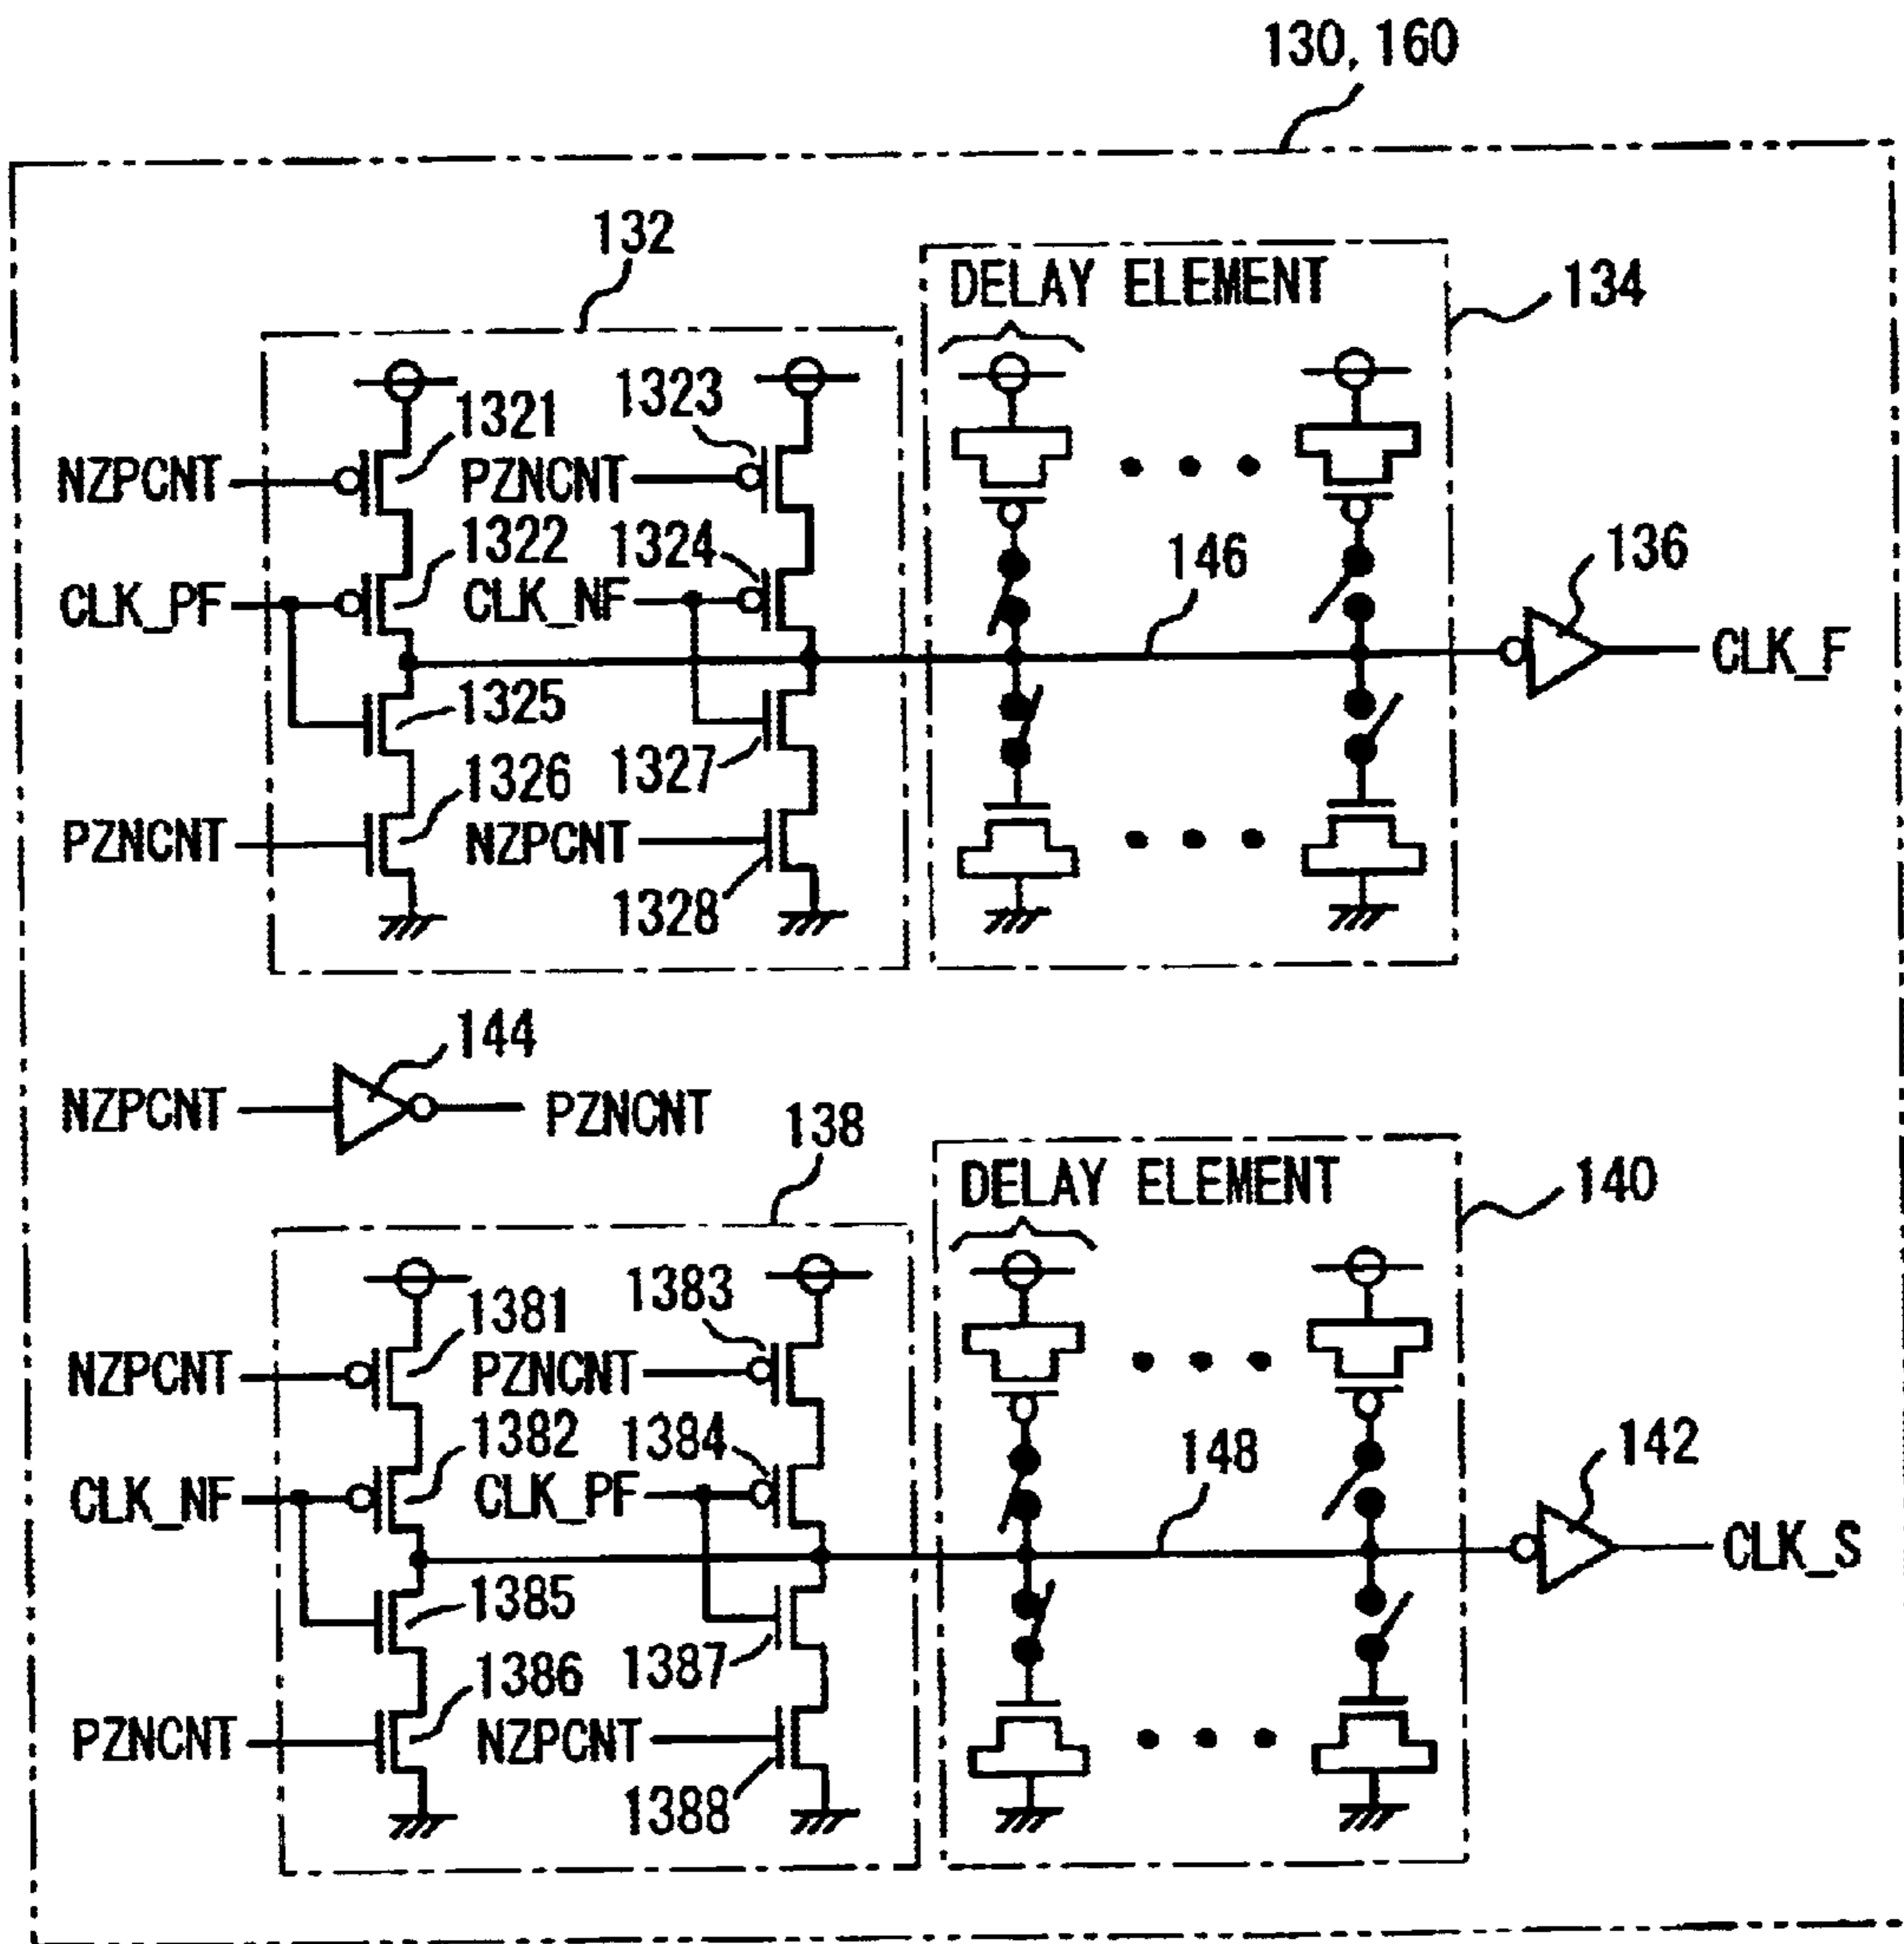 130, 160
132
DELAY ELEMENT
134
1321
1323
NZPCNT
PZNCNT
1322
1324
146
136
CLK_PF
CLK_NF
CLK_F
1325
1327
1326
PZNCNT
NZPCNT
1328
144
NZPCNT
PZNCNT
138
DELAY ELEMENT
140
1381
1383
NZPCNT
PZNCNT
1382
1384
148
142
CLK_NF
CLK_PF
CLK_S
1385
1387
1386
PZNCNT
NZPCNT
1388